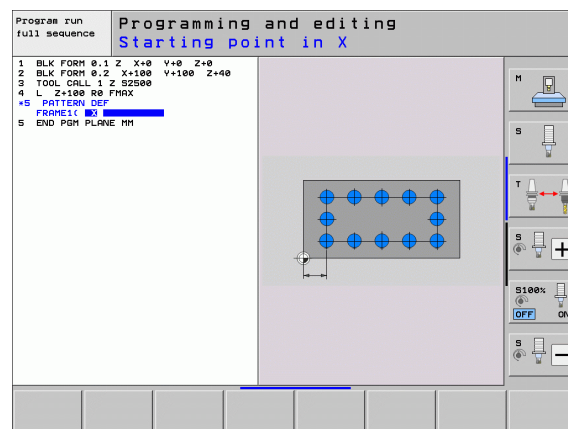 Program run
full sequence
Programming and editing
Starting point in X
1 BLK FORM 0.1 Z X+0 Y+0 Z+0
2 BLK FORM 0.2 X+100 Y+100 Z+40
3 TOOL CALL 1 Z S2500
4 L Z+100 R0 FMAX
*5 PATTERN DEF
FRAME1( X
5 END PGM PLANE MM
M
S
T
S
S100%
OFF ON
S